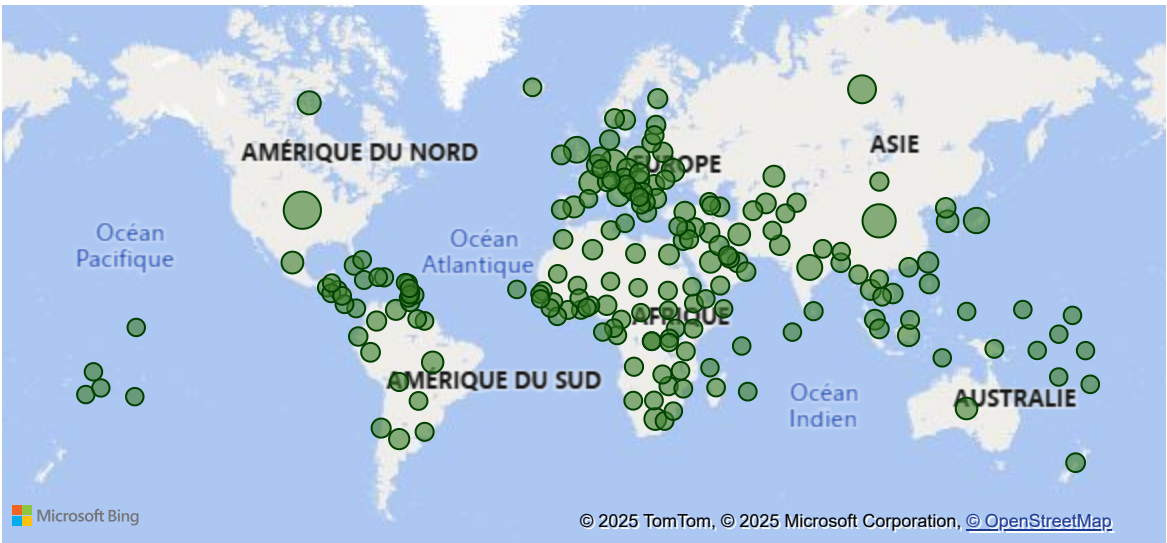 AMÉRIQUE DU NORD
EUROPE
ASIE
Océan
Pacifique
Océan
Atlantique
AFRIQUE
AMÉRIQUE DU SUD
Océan
Indien
AUSTRALIE
Microsoft Bing
© 2025 TomTom, © 2025 Microsoft Corporation, © OpenStreetMap